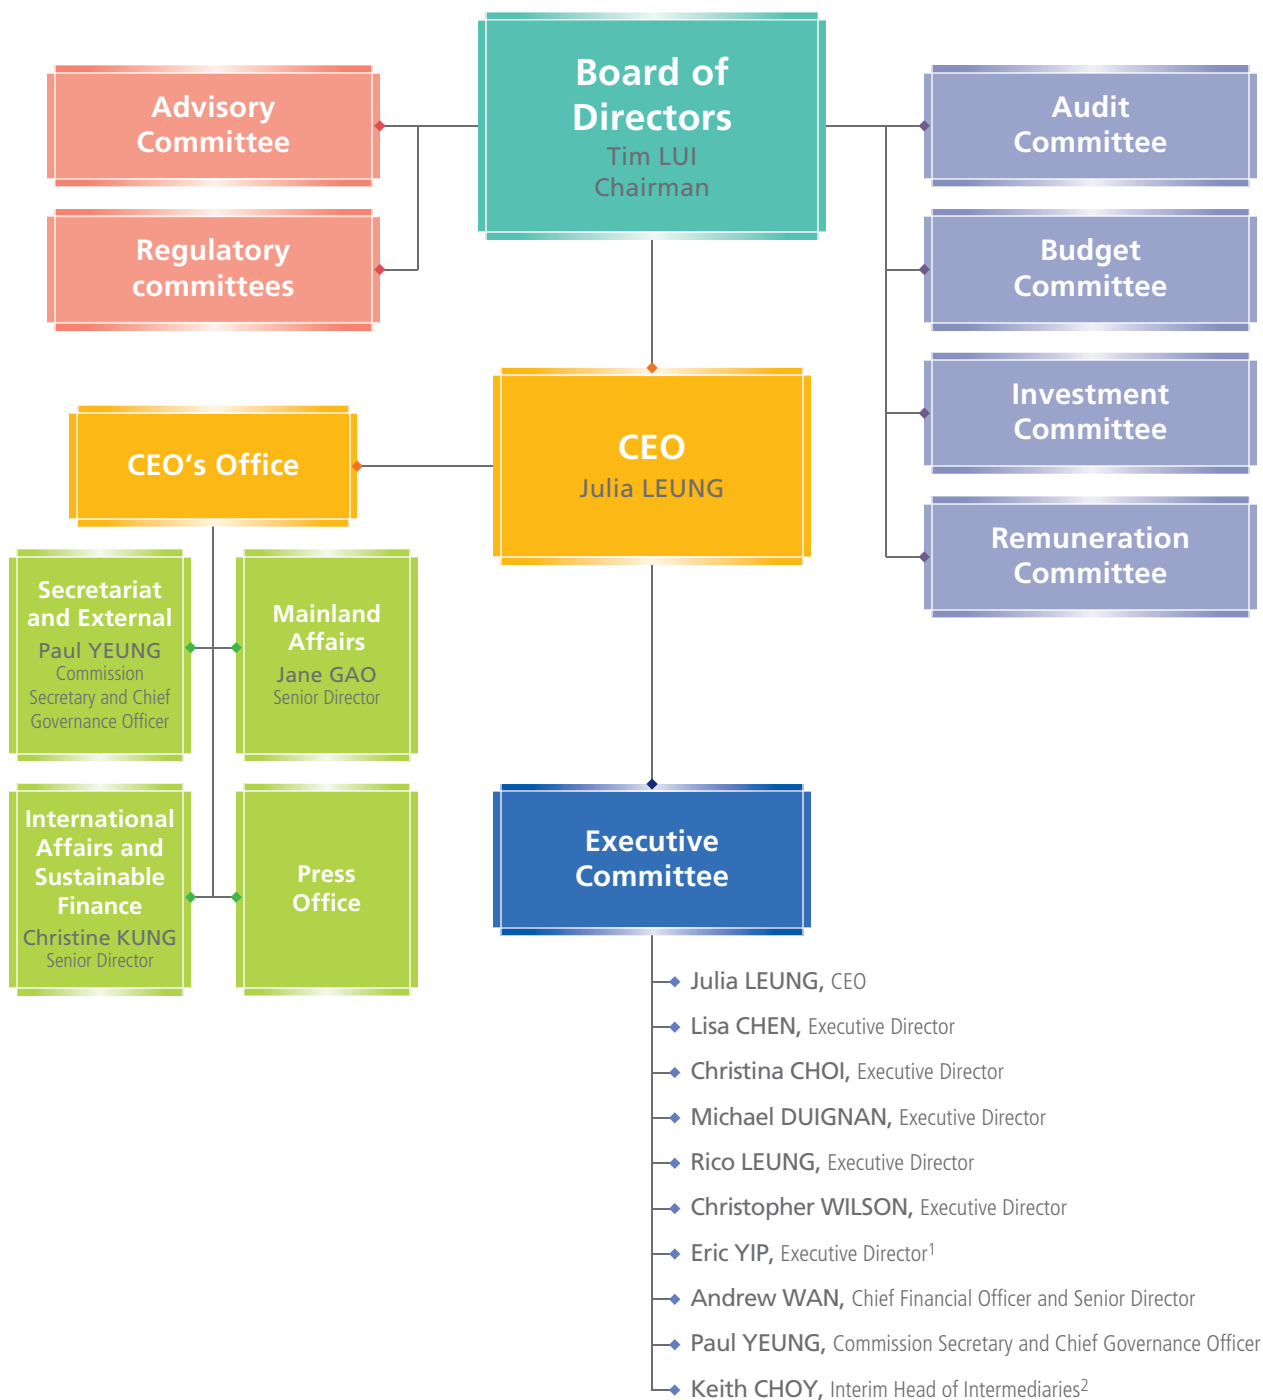 Board of
Directors
Tim LUI
Chairman
Advisory
Committee
Regulatory
committees
Audit
Committee
Budget
Committee
Investment
Committee
Remuneration
Committee
CEO
Julia LEUNG
CEO’s Office
Secretariat
and External
Paul YEUNG
Commission
Secretary and Chief
Governance Officer
Mainland
Affairs
Jane GAO
Senior Director
International
Affairs and
Sustainable
Finance
Christine KUNG
Senior Director
Press
Office
Executive
Committee
Julia LEUNG, CEO
Lisa CHEN, Executive Director
Christina CHOI, Executive Director
Michael DUIGNAN, Executive Director
Rico LEUNG, Executive Director
Christopher WILSON, Executive Director
Eric YIP, Executive Director1
Andrew WAN, Chief Financial Officer and Senior Director
Paul YEUNG, Commission Secretary and Chief Governance Officer
Keith CHOY, Interim Head of Intermediaries2